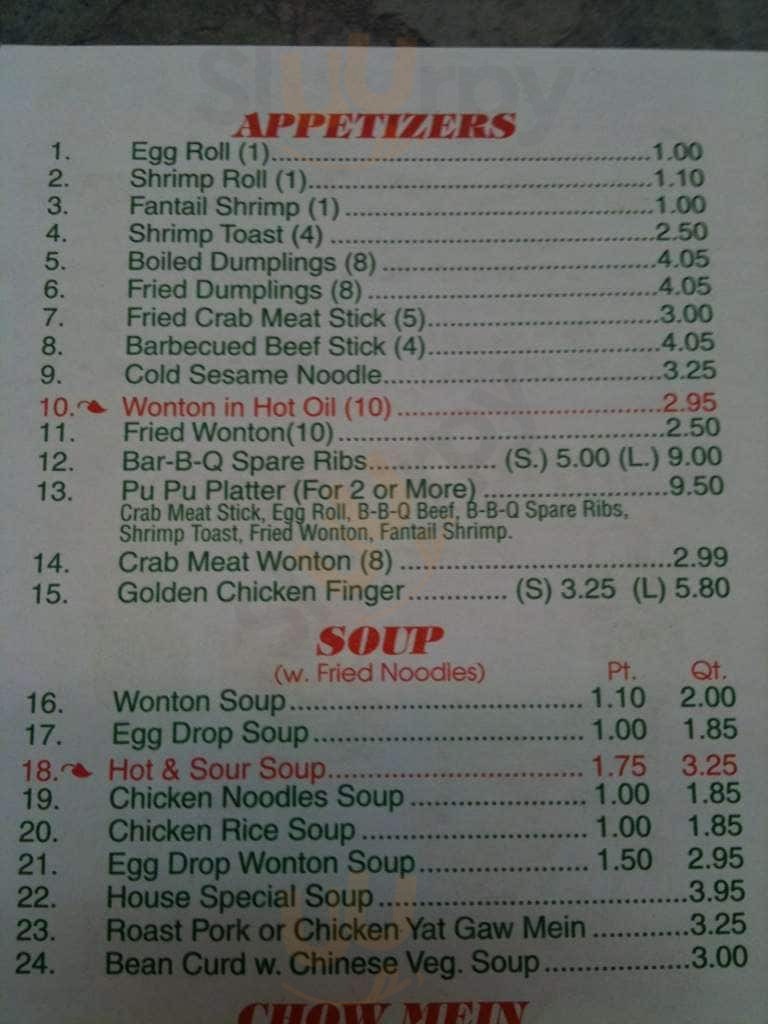 Sluurpy
APPETIZERS
1. Egg Roll (1)..........1.00
2. Shrimp Roll (1)..........1.10
3. Fantail Shrimp (1)..........1.00
4. Shrimp Toast (4)..........2.50
5. Boiled Dumplings (8)..........4.05
6. Fried Dumplings (8)..........4.05
7. Fried Crab Meat Stick (5)..........3.00
8. Barbecued Beef Stick (4)..........4.05
9. Cold Sesame Noodle..........3.25
10. Wonton in Hot Oil (10)..........2.95
11. Fried Wonton(10)..........2.50
12. Bar-B-Q Spare Ribs.......... (S.) 5.00 (L.) 9.00
13. Pu Pu Platter (For 2 or More)..........9.50
Crab Meat Stick, Egg Roll, B-B-Q Beef, B-B-Q Spare Ribs,
Shrimp Toast, Fried Wonton, Fantail Shrimp.
14. Crab Meat Wonton (8)..........2.99
15. Golden Chicken Finger.......... (S) 3.25 (L) 5.80
SOUP
(w. Fried Noodles) Pt. Qt.
16. Wonton Soup.......... 1.10 2.00
17. Egg Drop Soup.......... 1.00 1.85
18. Hot & Sour Soup.......... 1.75 3.25
19. Chicken Noodles Soup.......... 1.00 1.85
20. Chicken Rice Soup.......... 1.00 1.85
21. Egg Drop Wonton Soup.......... 1.50 2.95
22. House Special Soup..........3.95
23. Roast Pork or Chicken Yat Gaw Mein..........3.25
24. Bean Curd w. Chinese Veg. Soup..........3.00
CHOW MEIN